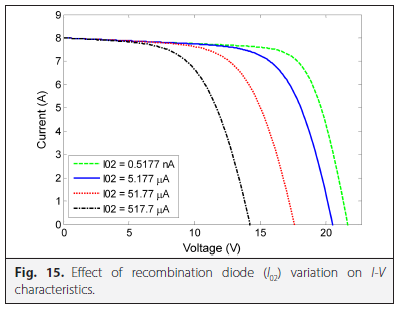 9
8
7
6
5
4
3
2
1
0
Current (A)
I02 = 0.5177 nA
I02 = 5.177 μA
I02 = 51.77 μA
I02 = 517.7 μA
0 5 10 15 20
Voltage (V)
Fig. 15. Effect of recombination diode (I02) variation on I-V
characteristics.